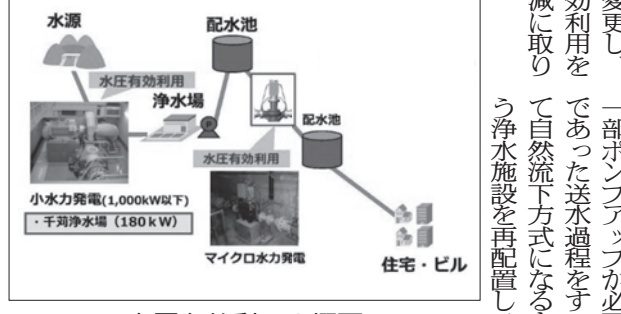 変更し、
効利用を
減に取り
一部ポンプアップが必要
であった送水過程をす
て自然流下方式になる
う浄水施設を再配置し
水源
配水池
水圧有効利用
浄水場
配水池
水圧有効利用
小水力発電(1,000kW以下)
・千苅浄水場（180ｋW）
マイクロ水力発電
住宅・ビル